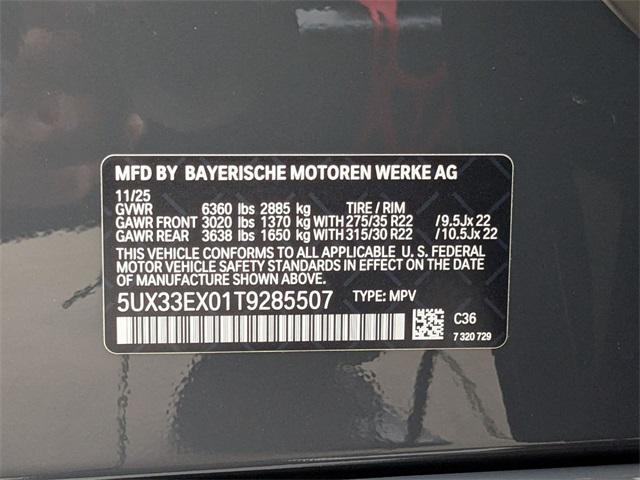 MFD BY BAYERISCHE MOTOREN WERKE AG
11/25
GVWR 6360 lbs 2885 kg TIRE / RIM
GAWR FRONT 3020 lbs 1370 kg WITH 275/35 R22 /9.5Jx 22
GAWR REAR 3638 lbs 1650 kg WITH 315/30 R22 /10.5Jx 22
THIS VEHICLE CONFORMS TO ALL APPLICABLE U. S. FEDERAL
MOTOR VEHICLE SAFETY STANDARDS IN EFFECT ON THE DATE
OF MANUFACTURE SHOWN ABOVE.
5UX33EX01T9285507 TYPE: MPV
C36
7 320 729